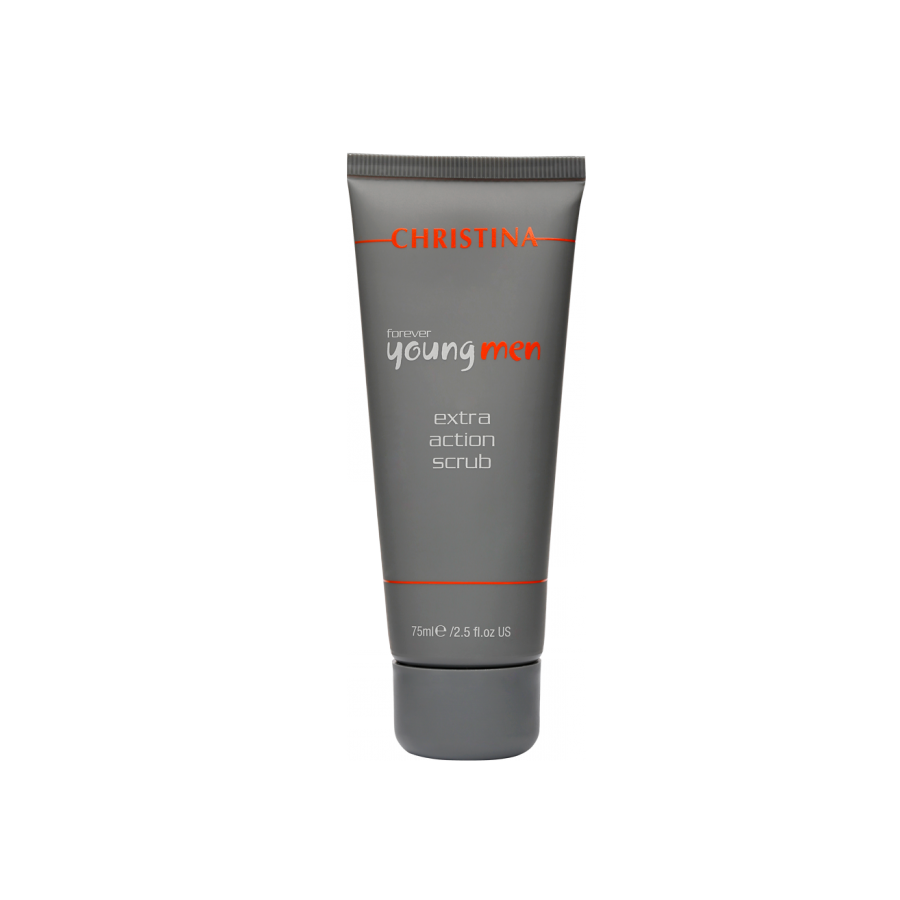 CHRISTINA
forever
young men
extra
action
scrub
75ml℮ /2.5 fl.oz US